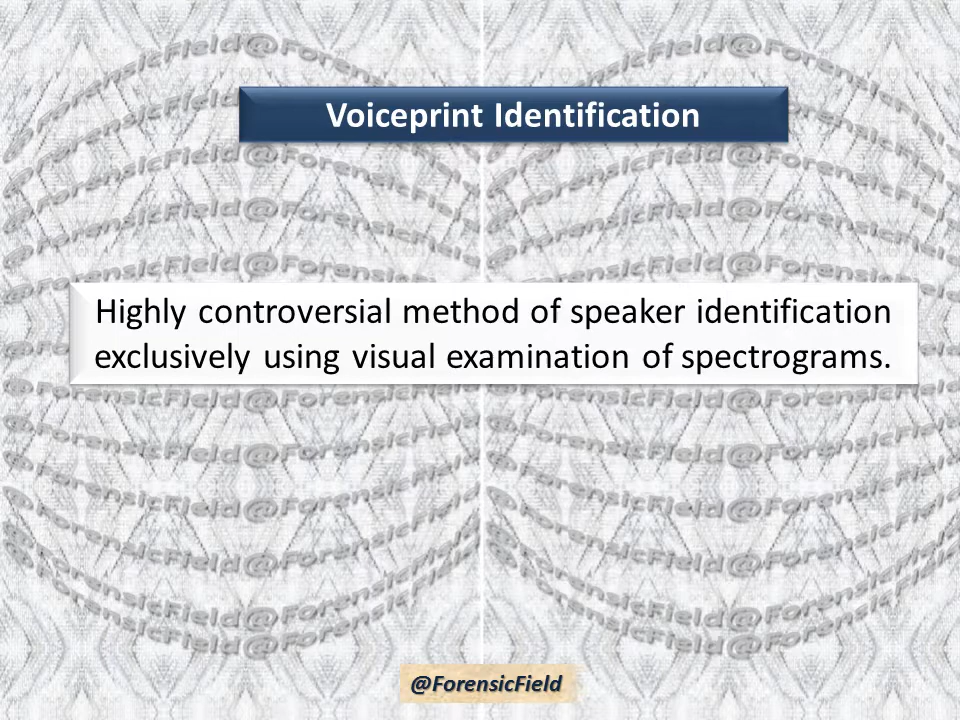 Voiceprint Identification
Highly controversial method of speaker identification
exclusively using visual examination of spectrograms.
@ForensicField